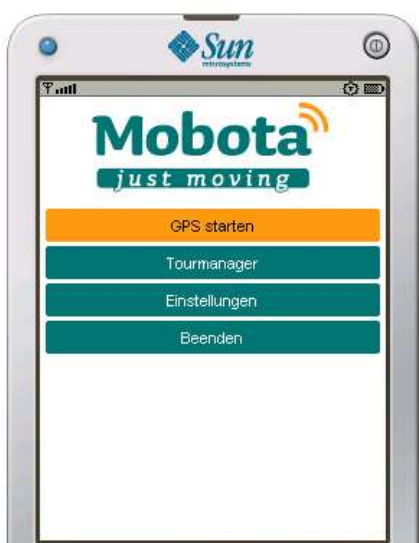 Sun
microsystems
Mobota
just moving
GPS starten
Tourmanager
Einstellungen
Beenden